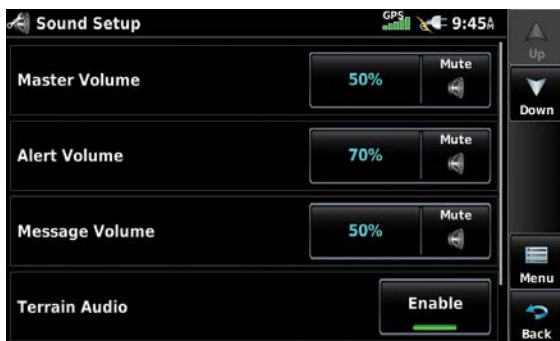 Sound Setup
GPS
9:45A
Up
Master Volume
50%
Mute
Down
Alert Volume
70%
Mute
Message Volume
50%
Mute
Menu
Terrain Audio
Enable
Back